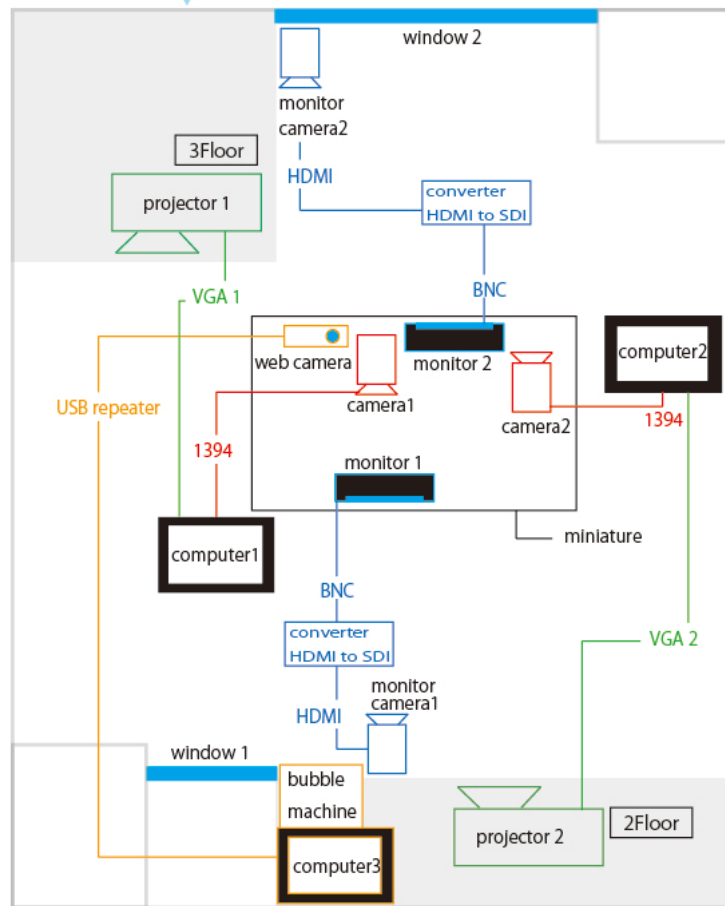 window 2
monitor
camera2
3Floor
HDMI
converter
HDMI to SDI
projector 1
BNC
VGA 1
computer2
web camera
monitor 2
camera1
USB repeater
camera2
1394
1394
monitor 1
computer1
miniature
BNC
converter
HDMI to SDI
VGA 2
monitor
camera1
HDMI
window 1
bubble
machine
2Floor
projector 2
computer3